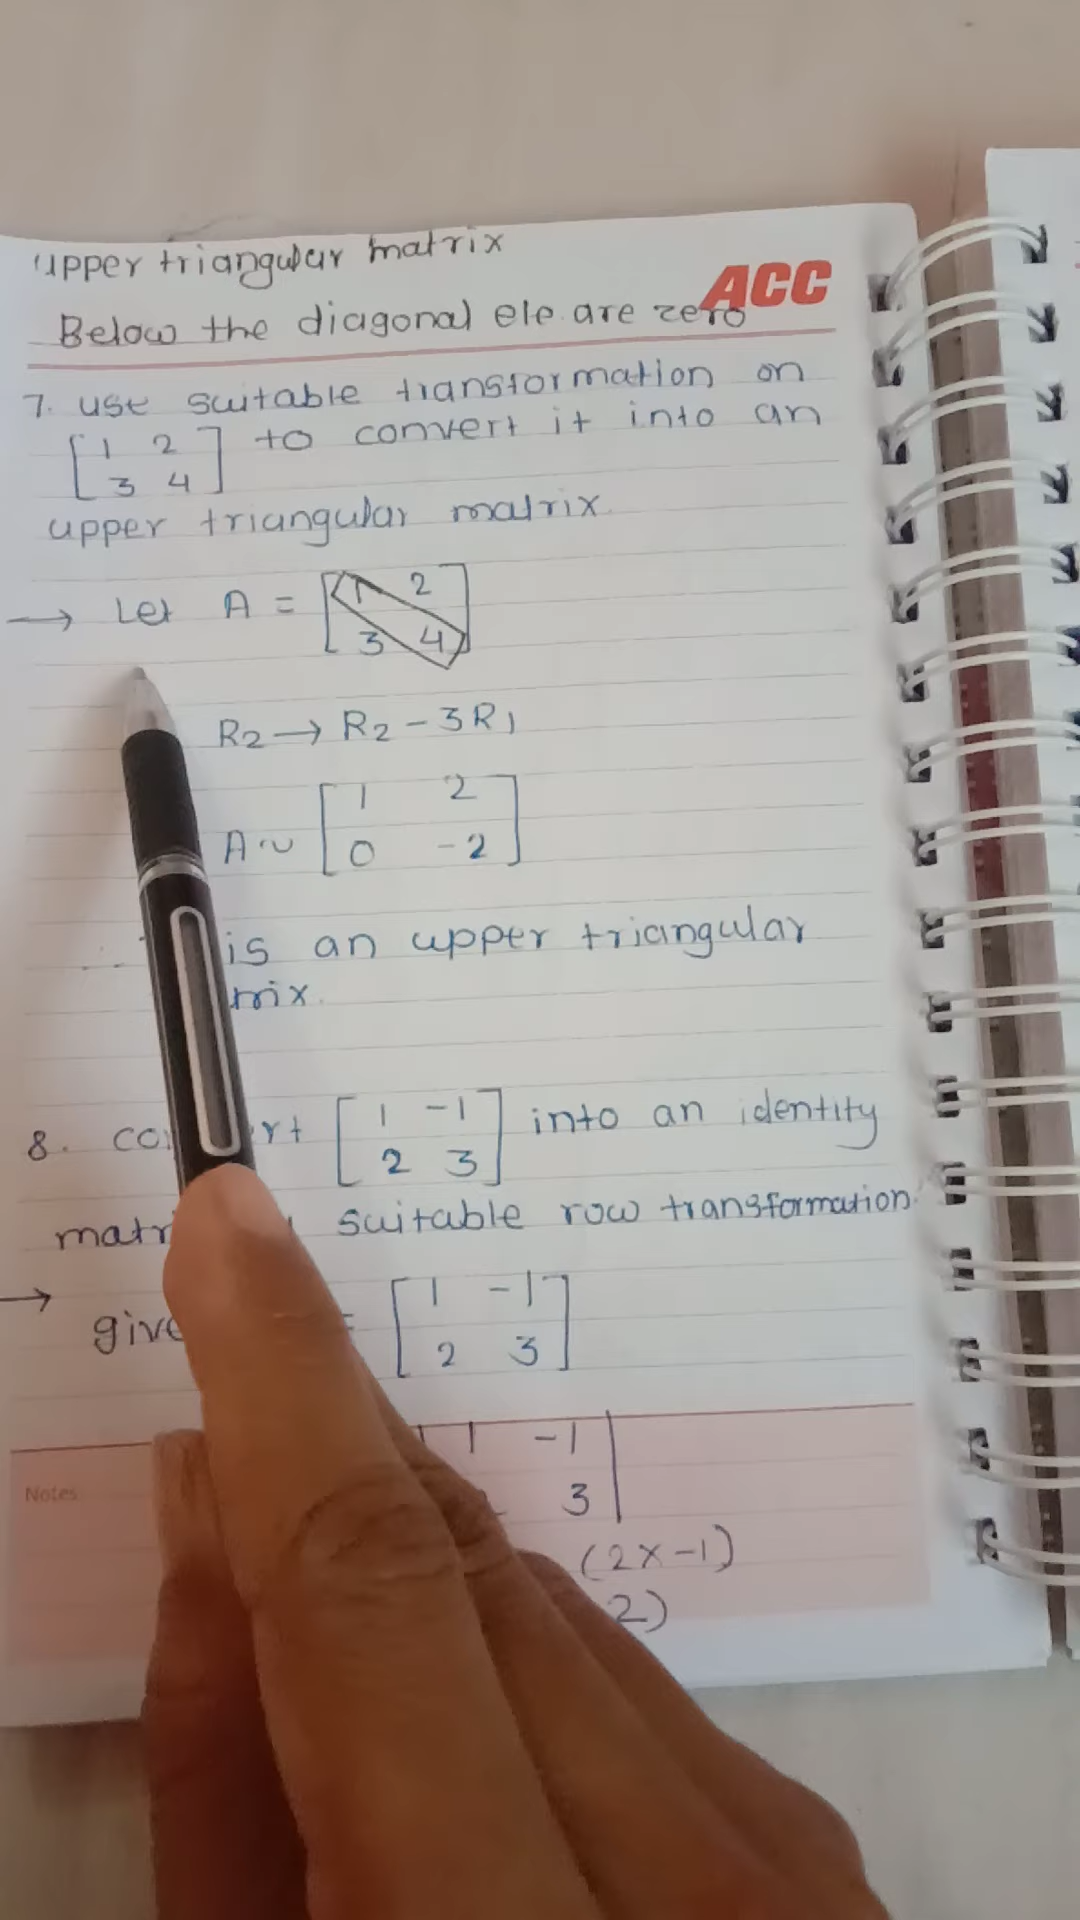 upper triangular matrix
ACC
Below the diagonal ele. are zero
7. use suitable transformation on
[1 2
3 4] to convert it into an
upper triangular matrix
→ Let A = [1 2
3 4]
R2 → R2 - 3R1
A ~ [1 2
0 -2]
is an upper triangular
8. [1 -1
2 3] into an identity
suitable row transformation.
→ = [1 -1
2 3]
1 -1
Notes
3
(2x-1)
2)